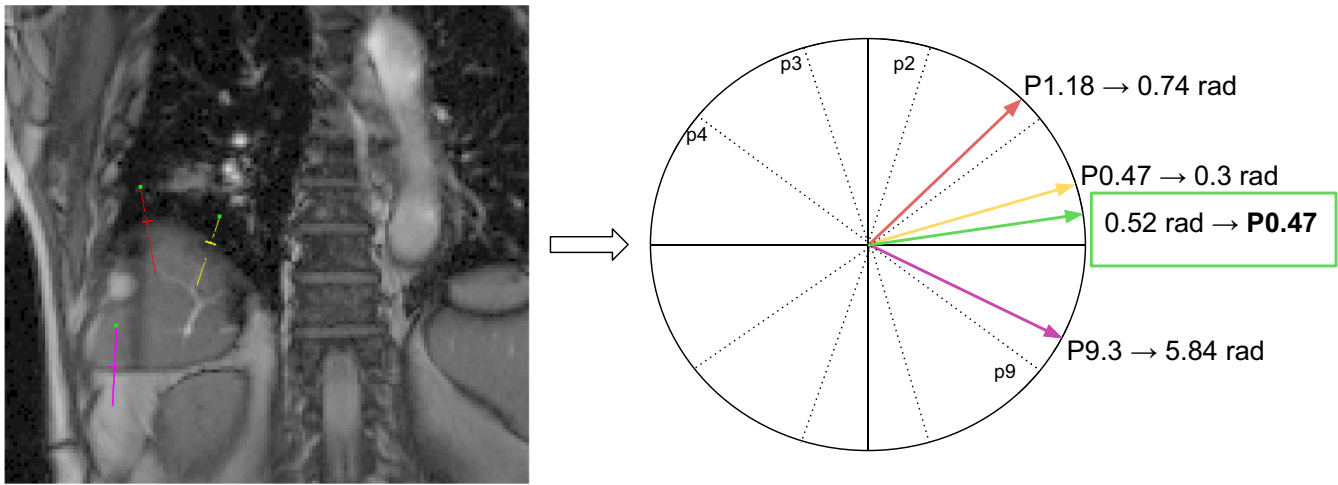 p3
p2
P1.18 → 0.74 rad
p4
P0.47 → 0.3 rad
0.52 rad → P0.47
P9.3 → 5.84 rad
p9